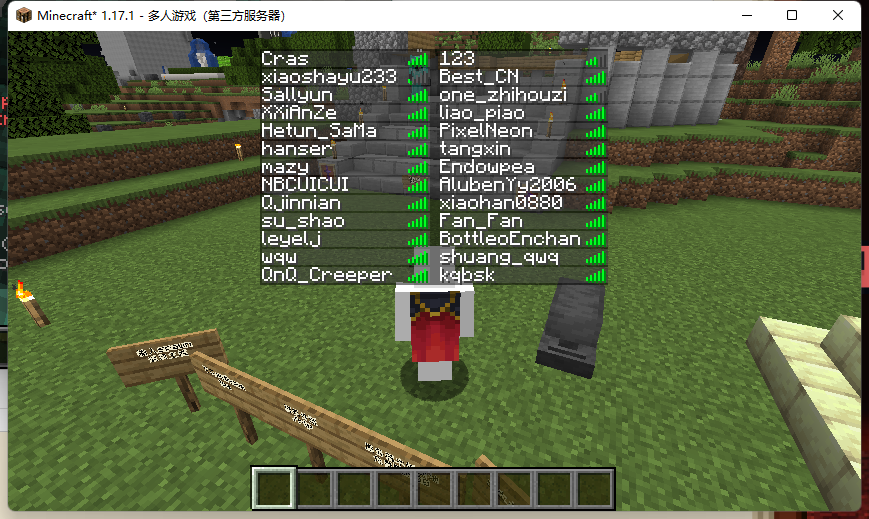 Minecraft* 1.17.1 - 多人游戏（第三方服务器）
Cras
123
xiaoshayu233
Best_CN
Sallyun
one_zhihouzi
XXiAnZe
liao_piao
Hetun_SaMa
PixelNeon
hanser
tangxin
mazy
Endowpea
NBCUICUI
AlubenYy2006
Qjinnian
xiaohan0880
su_shao
Fan_Fan
leyelj
BottleoEnchan
wqw
shuang_qwq
QnQ_Creeper
kqbsk